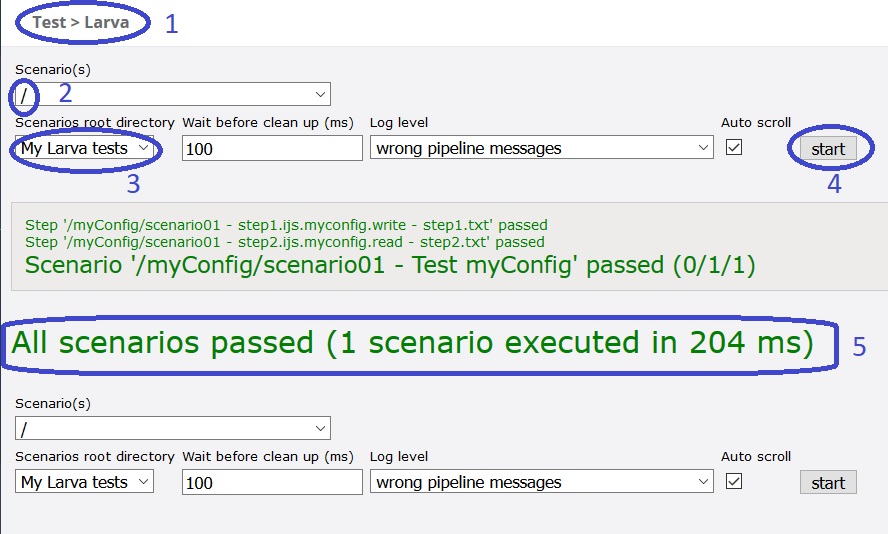 Test > Larva 1
Scenario(s)
/ 2
Scenarios root directory Wait before clean up (ms) Log level Auto scroll
My Larva tests 100 wrong pipeline messages start
3 4
Step '/myConfig/scenario01 - step1.ijs.myconfig.write - step1.txt' passed
Step '/myConfig/scenario01 - step2.ijs.myconfig.read - step2.txt' passed
Scenario '/myConfig/scenario01 - Test myConfig' passed (0/1/1)
All scenarios passed (1 scenario executed in 204 ms) 5
Scenario(s)
/
Scenarios root directory Wait before clean up (ms) Log level Auto scroll
My Larva tests 100 wrong pipeline messages start